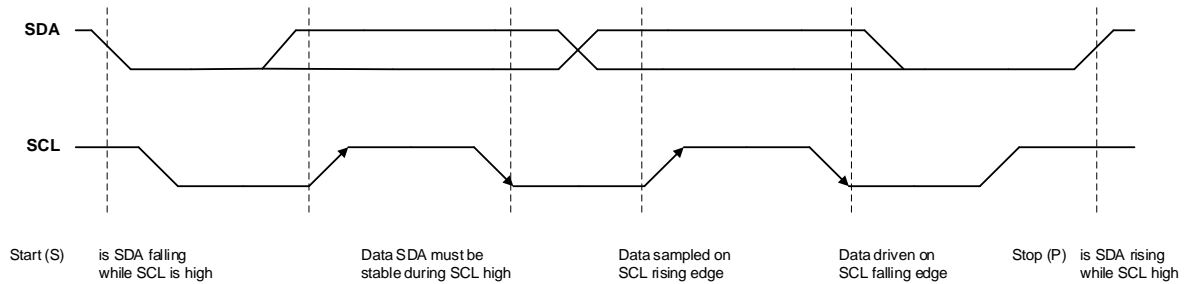 SDA
SCL
Start (S) is SDA falling
while SCL is high
Data SDA must be
stable during SCL high
Data sampled on
SCL rising edge
Data driven on
SCL falling edge
Stop (P) is SDA rising
while SCL high